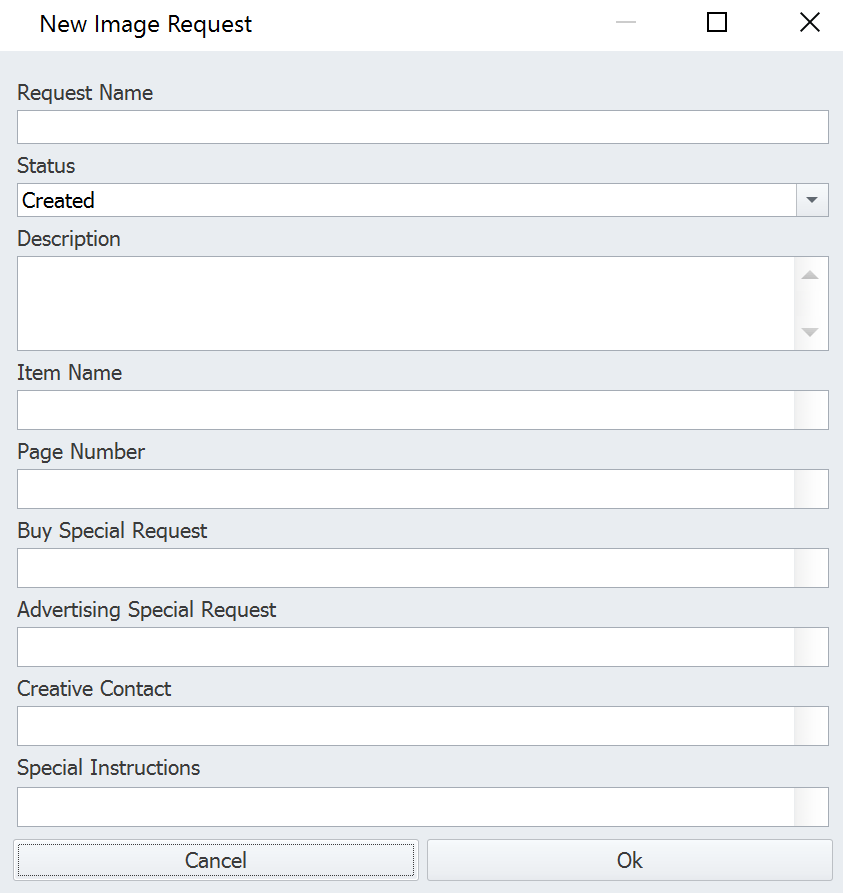 New Image Request
Request Name
Status
Created
Description
Item Name
Page Number
Buy Special Request
Advertising Special Request
Creative Contact
Special Instructions
Cancel Ok